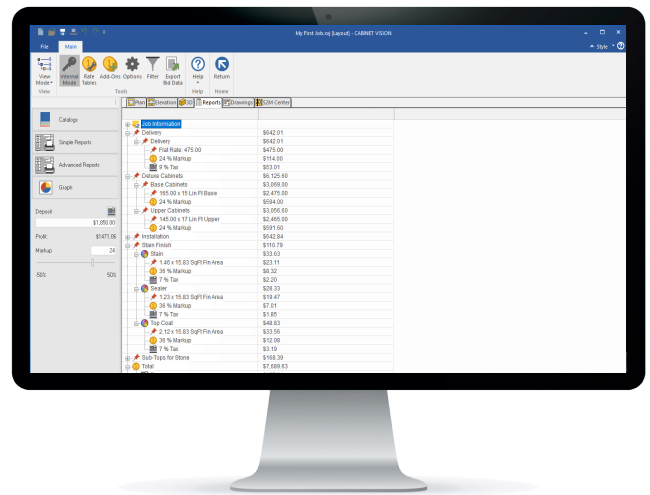 My First Job.cvj (Layout) - CABINET VISION
File Main Style
View Mode Internal Mode Rate Tables Add-Ons Options Filter Export Bid Data Help Return
View Tools Help Home
Plan Elevation 3D Reports Drawings S2M Center
Catalogs
Simple Reports
Advanced Reports
Graph
Deposit
$1,850.00
Profit $1471.06
Markup 24
-50% 50%
Job Information
Delivery $642.01
Delivery $642.01
Flat Rate: 475.00 $475.00
24 % Markup $114.00
9 % Tax $53.01
Deluxe Cabinets $6,125.60
Base Cabinets $3,069.00
165.00 x 15 Lin Ft Base $2,475.00
24 % Markup $594.00
Upper Cabinets $3,056.60
145.00 x 17 Lin Ft Upper $2,465.00
24 % Markup $591.60
Installation $642.84
Stain Finish $110.79
Stain $33.63
1.46 x 15.83 SqFt Fin Area $23.11
36 % Markup $8.32
7 % Tax $2.20
Sealer $28.33
1.23 x 15.83 SqFt Fin Area $19.47
36 % Markup $7.01
7 % Tax $1.85
Top Coat $48.83
2.12 x 15.83 SqFt Fin Area $33.56
36 % Markup $12.08
7 % Tax $3.19
Sub-Tops for Stone $168.39
Total $7,689.63